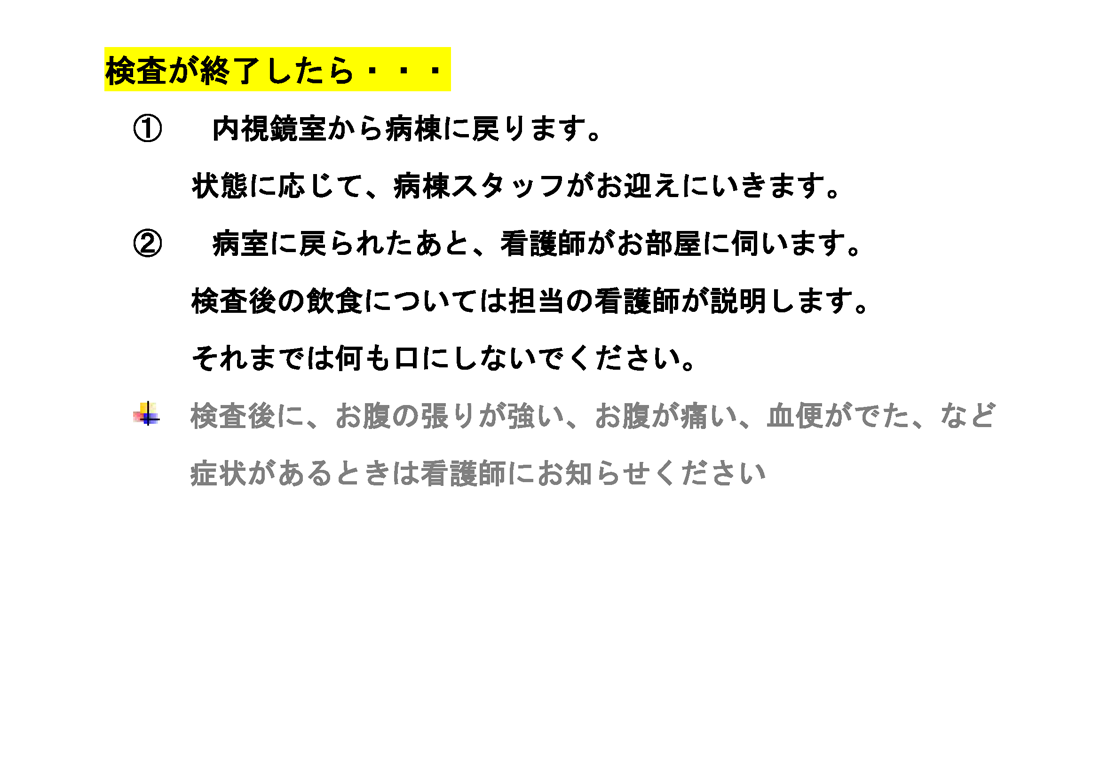 検査が終了したら・・・
① 内視鏡室から病棟に戻ります。
状態に応じて、病棟スタッフがお迎えにいきます。
② 病室に戻られたあと、看護師がお部屋に伺います。
検査後の飲食については担当の看護師が説明します。
それまでは何も口にしないでください。
検査後に、お腹の張りが強い、お腹が痛い、血便がでた、など
症状があるときは看護師にお知らせください